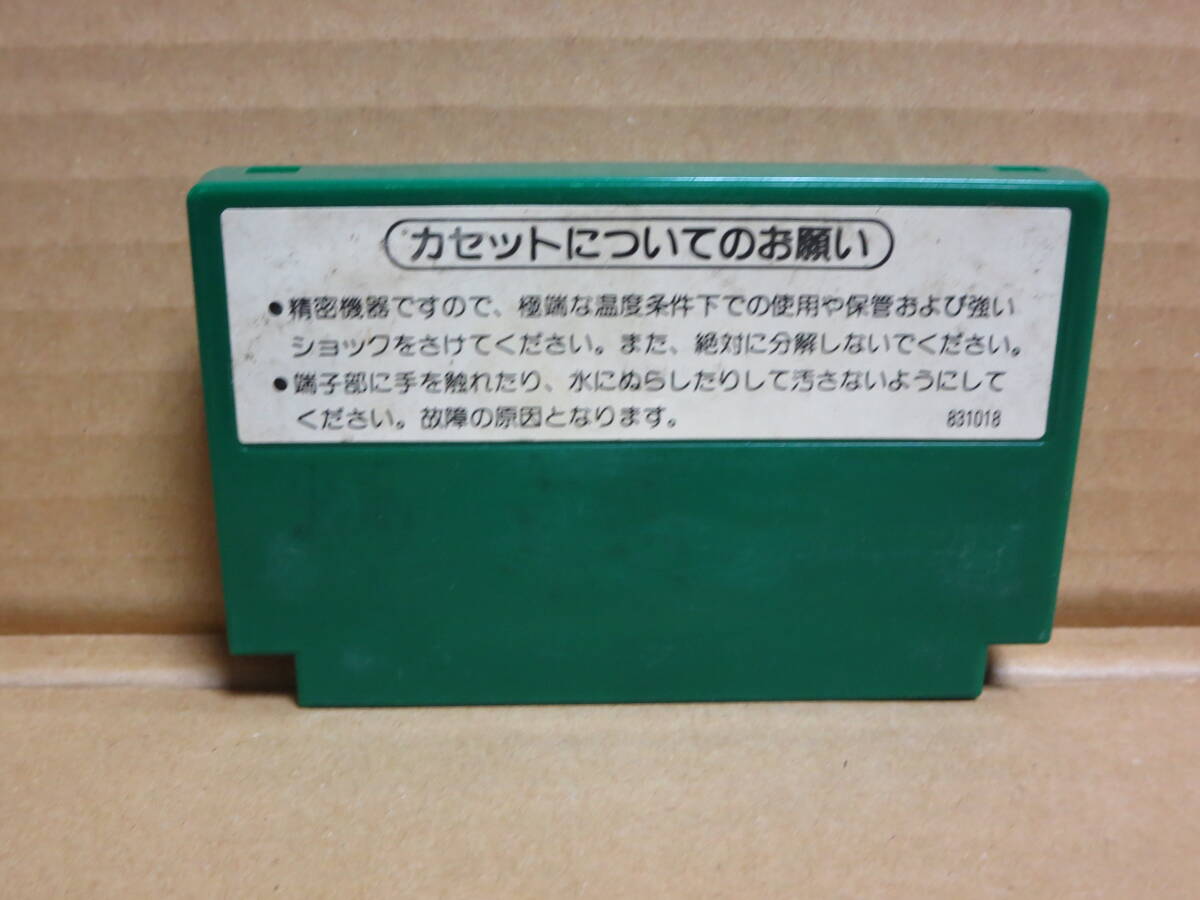 カセットについてのお願い
●精密機器ですので、極端な温度条件下での使用や保管および強い
ショックをさけてください。また、絶対に分解しないでください。
●端子部に手を触れたり、水にぬらしたりして汚さないようにして
ください。故障の原因となります。 831018